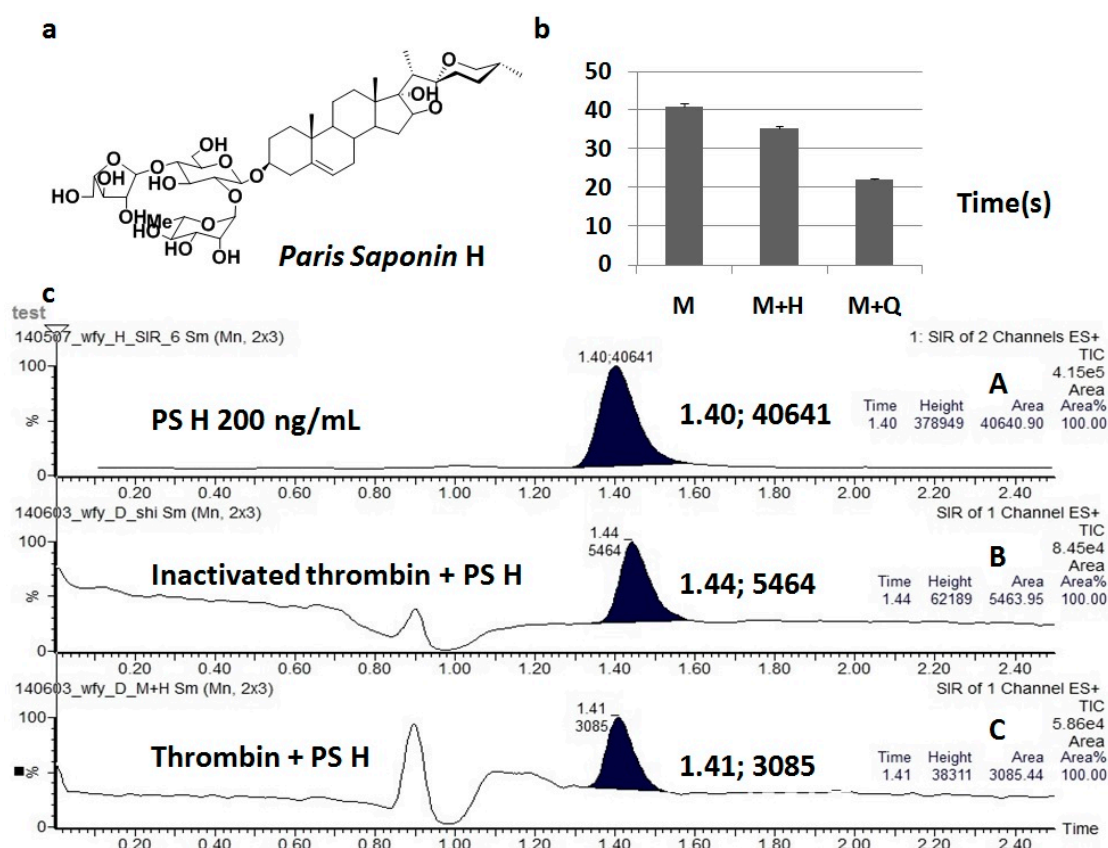 a
OH
O
O
O
OH
O
O
O
O
OH
HO
HO
OH
HO
O
OHMe
HO
HO
OH
O
Paris Saponin H
b
50
40
30
20
10
0
M
M+H
M+Q
Time(s)
c
test
140507_wfy_H_SIR_6 Sm (Mn, 2x3)
1: SIR of 2 Channels ES+
TIC
4.15e5
Area
A
Time Height Area Area%
1.40 378949 40640.90 100.00
100
%
0
1.40;40641
PS H 200 ng/mL
1.40; 40641
0.20 0.40 0.60 0.80 1.00 1.20 1.40 1.60 1.80 2.00 2.20 2.40
140603_wfy_D_shi Sm (Mn, 2x3)
SIR of 1 Channel ES+
TIC
8.45e4
Area
B
Time Height Area Area%
1.44 62189 5463.95 100.00
100
%
0
1.44
5464
Inactivated thrombin + PS H
1.44; 5464
0.20 0.40 0.60 0.80 1.00 1.20 1.40 1.60 1.80 2.00 2.20 2.40
140603_wfy_D_M+H Sm (Mn, 2x3)
SIR of 1 Channel ES+
TIC
5.86e4
Area
C
Time Height Area Area%
1.41 38311 3085.44 100.00
100
%
0
1.41
3085
Thrombin + PS H
1.41; 3085
Time
0.20 0.40 0.60 0.80 1.00 1.20 1.40 1.60 1.80 2.00 2.20 2.40